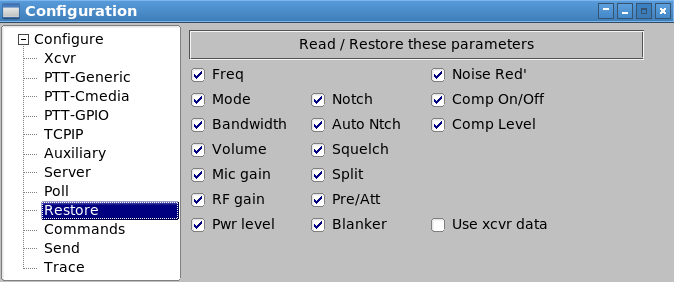 Configuration
Configure
Xcvr
PTT-Generic
PTT-Cmedia
PTT-GPIO
TCPIP
Auxiliary
Server
Poll
Restore
Commands
Send
Trace
Read / Restore these parameters
Freq Noise Red'
Mode Notch Comp On/Off
Bandwidth Auto Ntch Comp Level
Volume Squelch
Mic gain Split
RF gain Pre/Att
Pwr level Blanker Use xcvr data